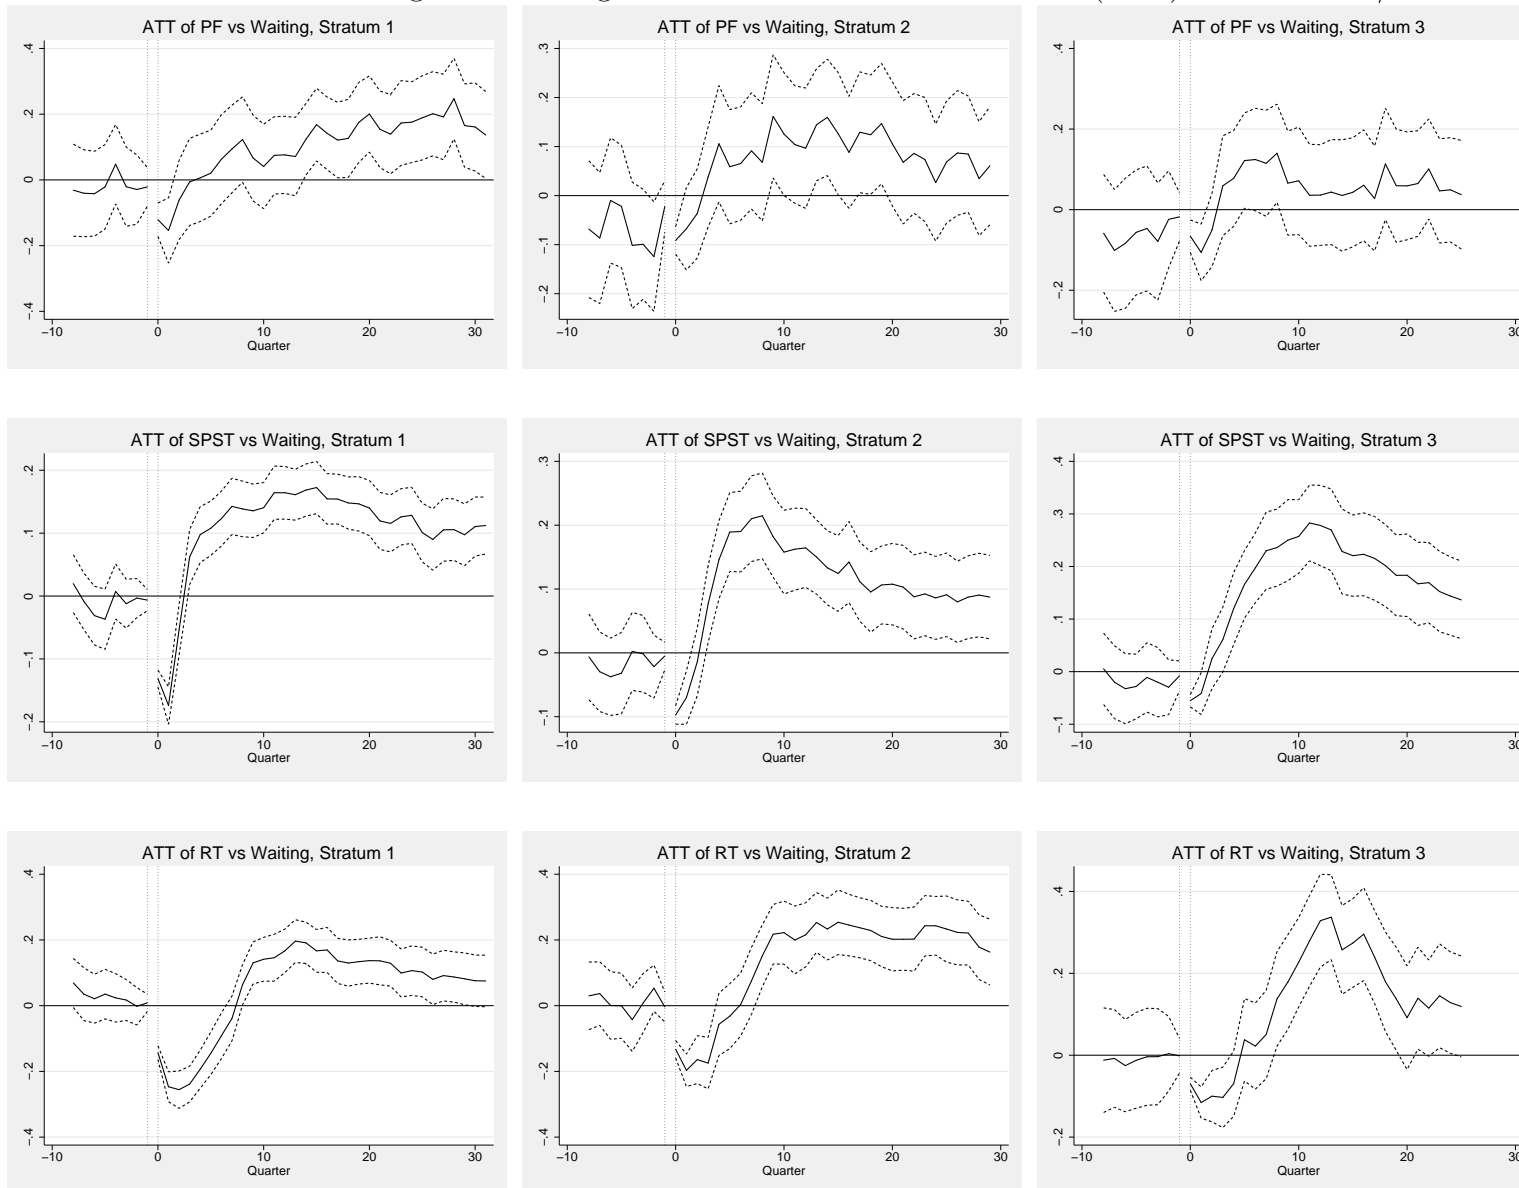 ATT of PF vs Waiting, Stratum 1
.4
.2
0
−.2
−.4
−10 0 10 20 30
Quarter
ATT of PF vs Waiting, Stratum 2
.3
.2
.1
0
−.1
−.2
−10 0 10 20 30
Quarter
ATT of PF vs Waiting, Stratum 3
.4
.2
0
−.2
−10 0 10 20 30
Quarter
ATT of SPST vs Waiting, Stratum 1
.2
.1
0
−.1
−.2
−10 0 10 20 30
Quarter
ATT of SPST vs Waiting, Stratum 2
.3
.2
.1
0
−.1
−10 0 10 20 30
Quarter
ATT of SPST vs Waiting, Stratum 3
.4
.3
.2
.1
0
−.1
−10 0 10 20 30
Quarter
ATT of RT vs Waiting, Stratum 1
.4
.2
0
−.2
−.4
−10 0 10 20 30
Quarter
ATT of RT vs Waiting, Stratum 2
.4
.2
0
−.2
−.4
−10 0 10 20 30
Quarter
ATT of RT vs Waiting, Stratum 3
.4
.2
0
−.2
−10 0 10 20 30
Quarter